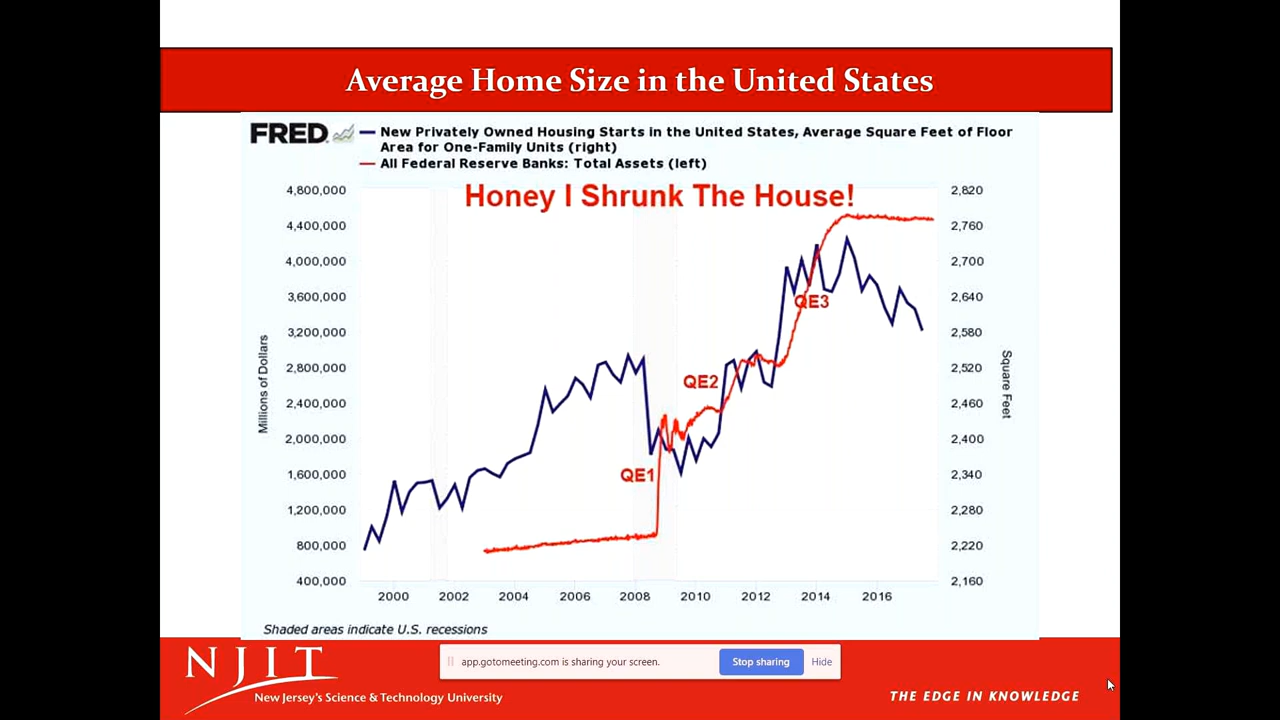 Average Home Size in the United States
FRED
New Privately Owned Housing Starts in the United States, Average Square Feet of Floor
Area for One-Family Units (right)
All Federal Reserve Banks: Total Assets (left)
Honey I Shrunk The House!
4,800,000
4,400,000
4,000,000
3,600,000
3,200,000
2,800,000
2,400,000
2,000,000
1,600,000
1,200,000
800,000
400,000
Millions of Dollars
QE1
QE2
QE3
2,820
2,760
2,700
2,640
2,580
2,520
2,460
2,400
2,340
2,280
2,220
2,160
Square Feet
2000 2002 2004 2006 2008 2010 2012 2014 2016
Shaded areas indicate U.S. recessions
NJIT
New Jersey's Science & Technology University
app.gotomeeting.com is sharing your screen. Stop sharing Hide
THE EDGE IN KNOWLEDGE